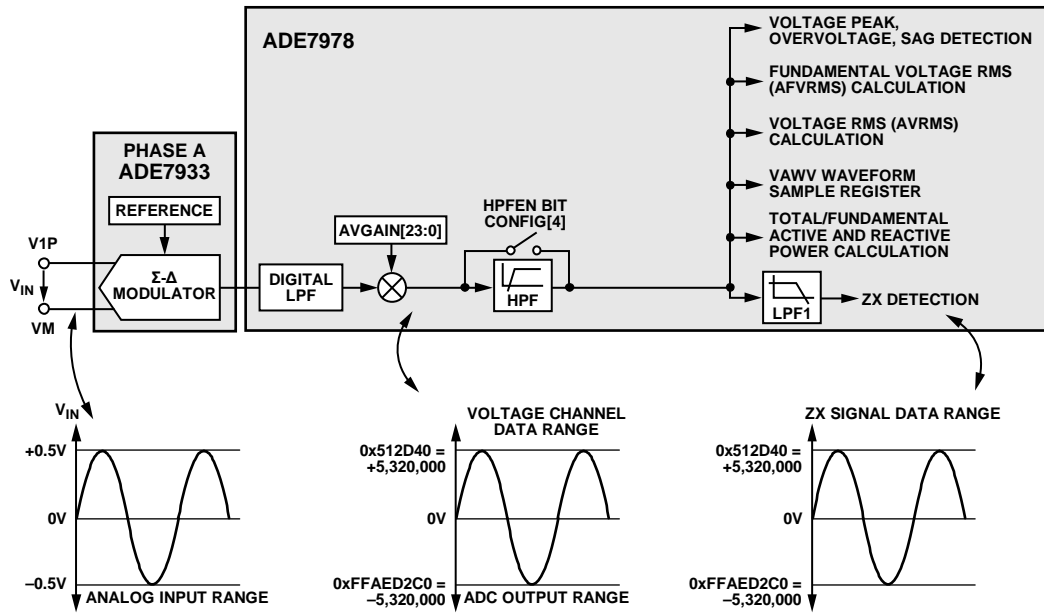 ADE7978
VOLTAGE PEAK,
OVERVOLTAGE, SAG DETECTION
FUNDAMENTAL VOLTAGE RMS
(AFVRMS) CALCULATION
VOLTAGE RMS (AVRMS)
CALCULATION
VAWV WAVEFORM
SAMPLE REGISTER
TOTAL/FUNDAMENTAL
ACTIVE AND REACTIVE
POWER CALCULATION
PHASE A
ADE7933
REFERENCE
V1P
VIN
VM
Σ-Δ
MODULATOR
DIGITAL
LPF
AVGAIN[23:0]
HPFEN BIT
CONFIG[4]
HPF
LPF1
ZX DETECTION
VIN
+0.5V
0V
–0.5V
ANALOG INPUT RANGE
VOLTAGE CHANNEL
DATA RANGE
0x512D40 =
+5,320,000
0V
0xFFAED2C0 =
–5,320,000
ADC OUTPUT RANGE
ZX SIGNAL DATA RANGE
0x512D40 =
+5,320,000
0V
0xFFAED2C0 =
–5,320,000